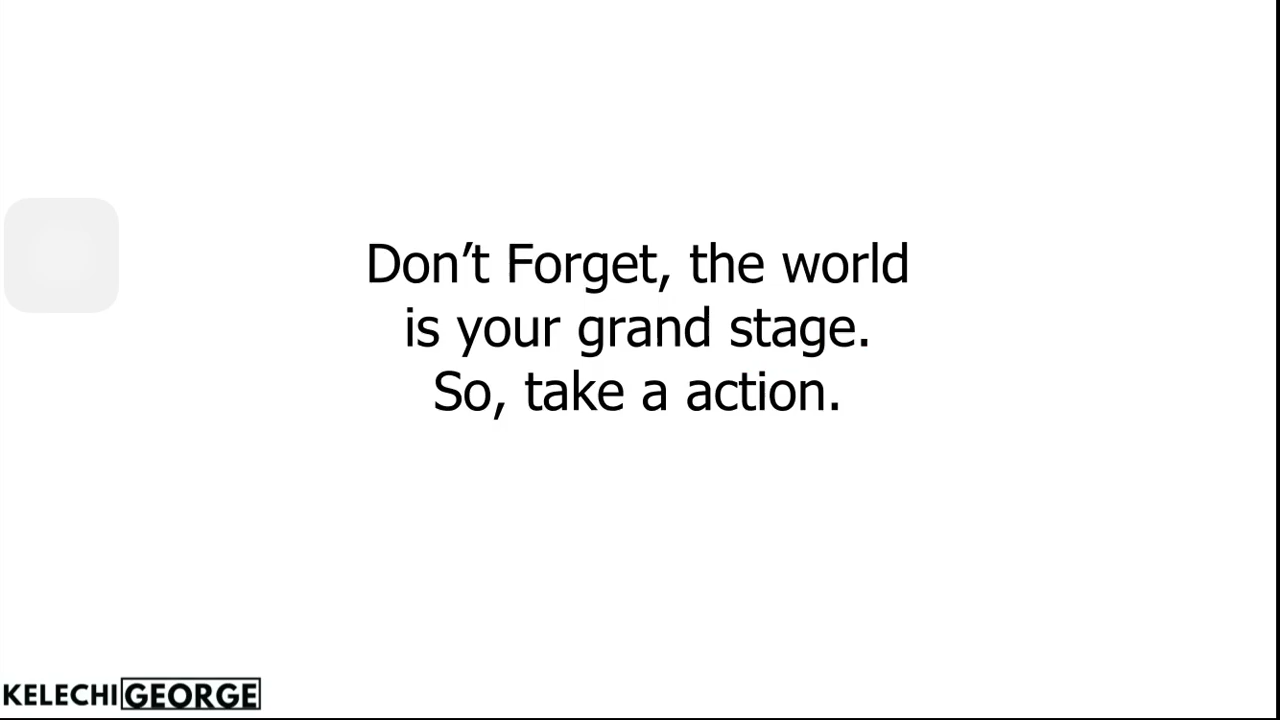 Don’t Forget, the world
is your grand stage.
So, take a action.
KELECHI GEORGE